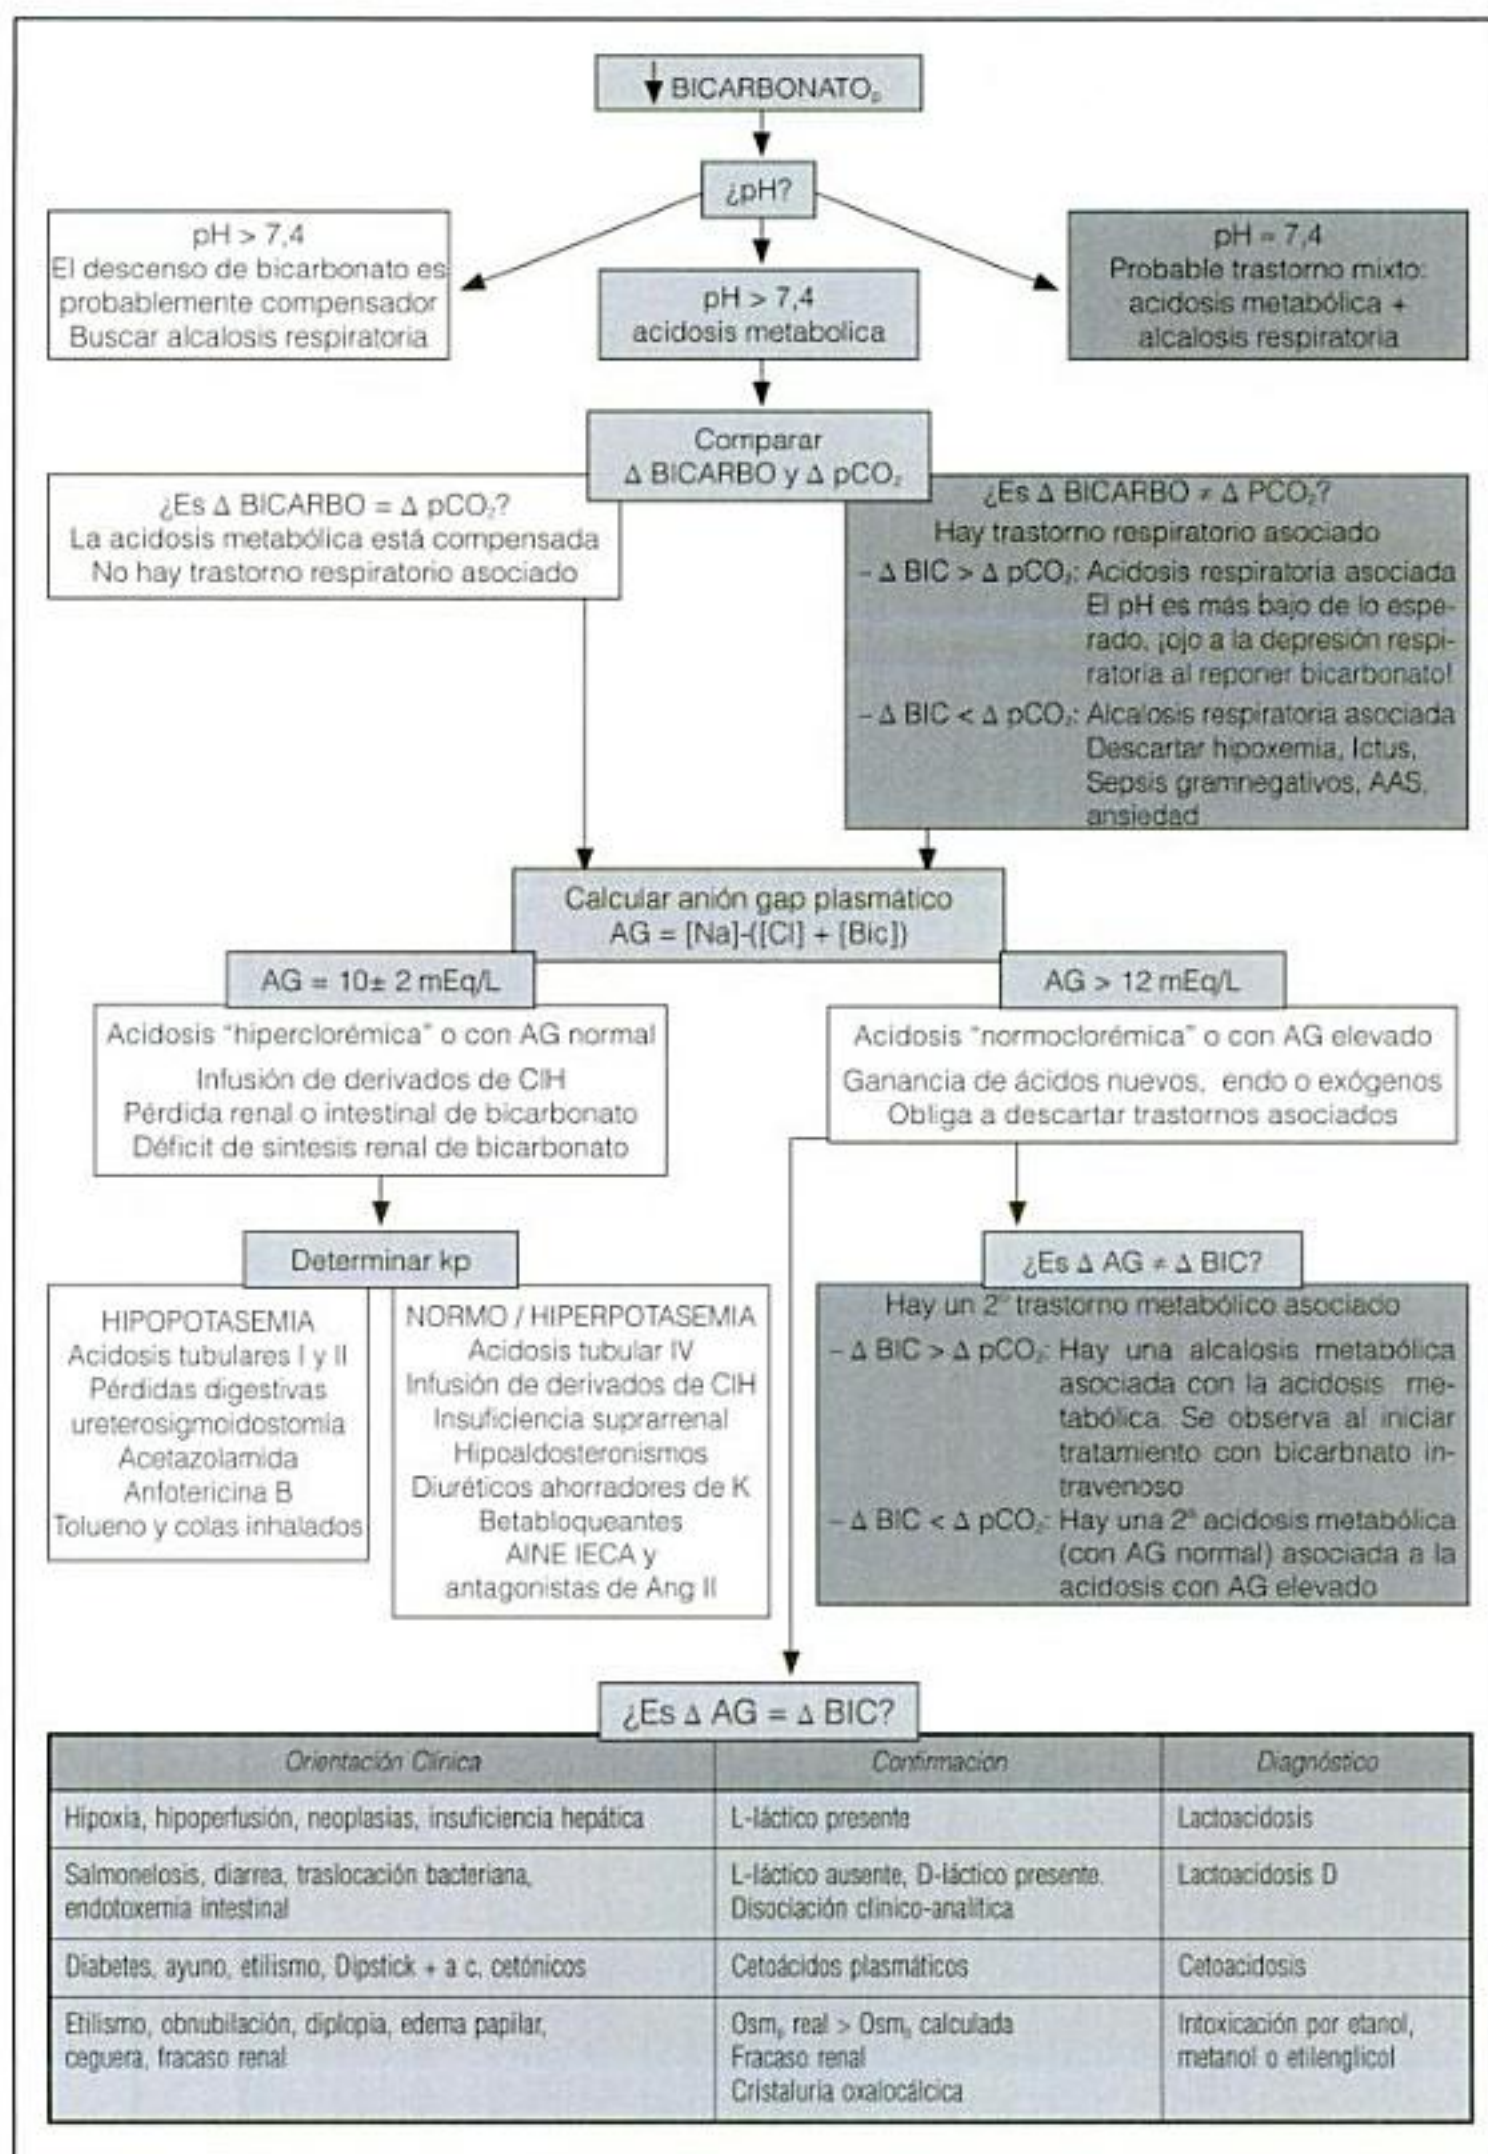 ↓ BICARBONATOₚ
¿pH?
pH > 7,4
El descenso de bicarbonato es
probablemente compensador
Buscar alcalosis respiratoria
pH > 7,4
acidosis metabolica
pH = 7,4
Probable trastorno mixto:
acidosis metabólica +
alcalosis respiratoria
Comparar
Δ BICARBO y Δ pCO₂
¿Es Δ BICARBO = Δ pCO₂?
La acidosis metabólica está compensada
No hay trastorno respiratorio asociado
¿Es Δ BICARBO ≠ Δ PCO₂?
Hay trastorno respiratorio asociado
– Δ BIC > Δ pCO₂: Acidosis respiratoria asociada
El pH es más bajo de lo espe-
rado, ¡ojo a la depresión respi-
ratoria al reponer bicarbonato!
– Δ BIC < Δ pCO₂: Alcalosis respiratoria asociada
Descartar hipoxemia, Ictus,
Sepsis gramnegativos, AAS,
ansiedad
Calcular anión gap plasmático
AG = [Na]-([Cl] + [Bic])
AG = 10± 2 mEq/L
Acidosis "hiperclorémica" o con AG normal
Infusión de derivados de ClH
Pérdida renal o intestinal de bicarbonato
Déficit de sintesis renal de bicarbonato
AG > 12 mEq/L
Acidosis "normoclorémica" o con AG elevado
Ganancia de ácidos nuevos, endo o exógenos
Obliga a descartar trastornos asociados
Determinar kp
HIPOPOTASEMIA
Acidosis tubulares I y II
Pérdidas digestivas
ureterosigmoidostomía
Acetazolamida
Anfotericina B
Tolueno y colas inhalados
NORMO / HIPERPOTASEMIA
Acidosis tubular IV
Infusión de derivados de ClH
Insuficiencia suprarrenal
Hipoaldosteronismos
Diuréticos ahorradores de K
Betabloqueantes
AINE IECA y
antagonistas de Ang II
¿Es Δ AG ≠ Δ BIC?
Hay un 2º trastorno metabólico asociado
– Δ BIC > Δ pCO₂: Hay una alcalosis metabólica
asociada con la acidosis me-
tabólica. Se observa al iniciar
tratamiento con bicarbnato in-
travenoso
– Δ BIC < Δ pCO₂: Hay una 2ª acidosis metabólica
(con AG normal) asociada a la
acidosis con AG elevado
¿Es Δ AG = Δ BIC?
Orientación Clínica Confirmacion Diagnóstico
Hipoxia, hipoperfusión, neoplasias, insuficiencia hepática L-láctico presente Lactoacidosis
Salmonelosis, diarrea, traslocación bacteriana, L-láctico ausente, D-láctico presente. Lactoacidosis D
endotoxemia intestinal Disociación clínico-analítica
Diabetes, ayuno, etilismo, Dipstick + a c. cetónicos Cetoácidos plasmáticos Cetoacidosis
Etilismo, obnubilación, diplopia, edema papilar, Osmₚ real > Osmₚ calculada Intoxicación por etanol,
ceguera, fracaso renal Fracaso renal metanol o etilenglicol
Cristaluria oxalocálcica